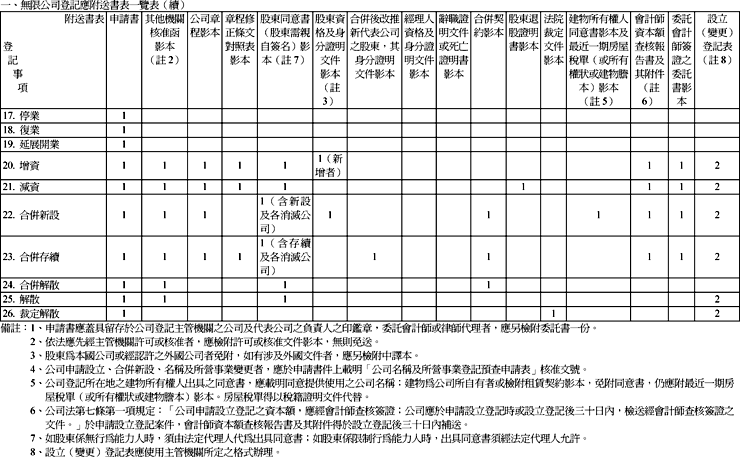 一、無限公司登記應附送書表一覽表（續）
附送書表
登記事項
申請書
其他機關核准函影本（註2）
公司章程影本
章程修正條文對照表影本
股東同意書（股東需親自簽名）影本（註7）
股東資格及身分證明文件影本（註3）
合併後改推新代表公司之股東，其身分證明文件影本
經理人資格及身分證明文件影本
辭職證明文件或死亡證明書影本
合併契約影本
股東退股證明書影本
法院裁定文件影本
建物所有權人同意書影本及最近一期房屋稅單（或所有權狀或建物謄本）影本（註5）
會計師資本額查核報告書及其附件（註6）
委託會計師簽證之委託書影本
設立（變更）登記表（註8）
17. 停業 1
18. 復業 1
19. 延展開業 1
20. 增資 1 1 1 1 1 1（新增者） 1 1 2
21. 減資 1 1 1 1 1 1 1 1 2
22. 合併新設 1 1 1 1（含新設及各消滅公司） 1 1 1 1 1 2
23. 合併存續 1 1 1 1 1（含存續及各消滅公司） 1 1 1 1 2
24. 合併解散 1 1 1 1
25. 解散 1 1 1 2
26. 裁定解散 1 2
備註：1、申請書應蓋具留存於公司登記主管機關之公司及代表公司之負責人之印鑑章，委託會計師或律師代理者，應另檢附委託書一份。
2、依法應先經主管機關許可或核准者，應檢附許可或核准文件影本，無則免送。
3、股東為本國公司或經認許之外國公司者免附，如有涉及外國文件者，應另檢附中譯本。
4、公司申請設立、合併新設、名稱及所營事業變更者，應於申請書件上載明「公司名稱及所營事業登記預查申請表」核准文號。
5、公司登記所在地之建物所有權人出具之同意書，應載明同意提供使用之公司名稱；建物為公司所自有者或檢附租賃契約影本，免附同意書，仍應附最近一期房
屋稅單（或所有權狀或建物謄本）影本。房屋稅單得以稅籍證明文件代替。
6、公司法第七條第一項規定：「公司申請設立登記之資本額，應經會計師查核簽證；公司應於申請設立登記時或設立登記後三十日內，檢送經會計師查核簽證之
文件。」於申請設立登記案件，會計師資本額查核報告書及其附件得於設立登記後三十日內補送。
7、如股東係無行為能力人時，須由法定代理人代為出具同意書；如股東係限制行為能力人時，出具同意書須經法定代理人允許。
8、設立（變更）登記表應使用主管機關所定之格式辦理。